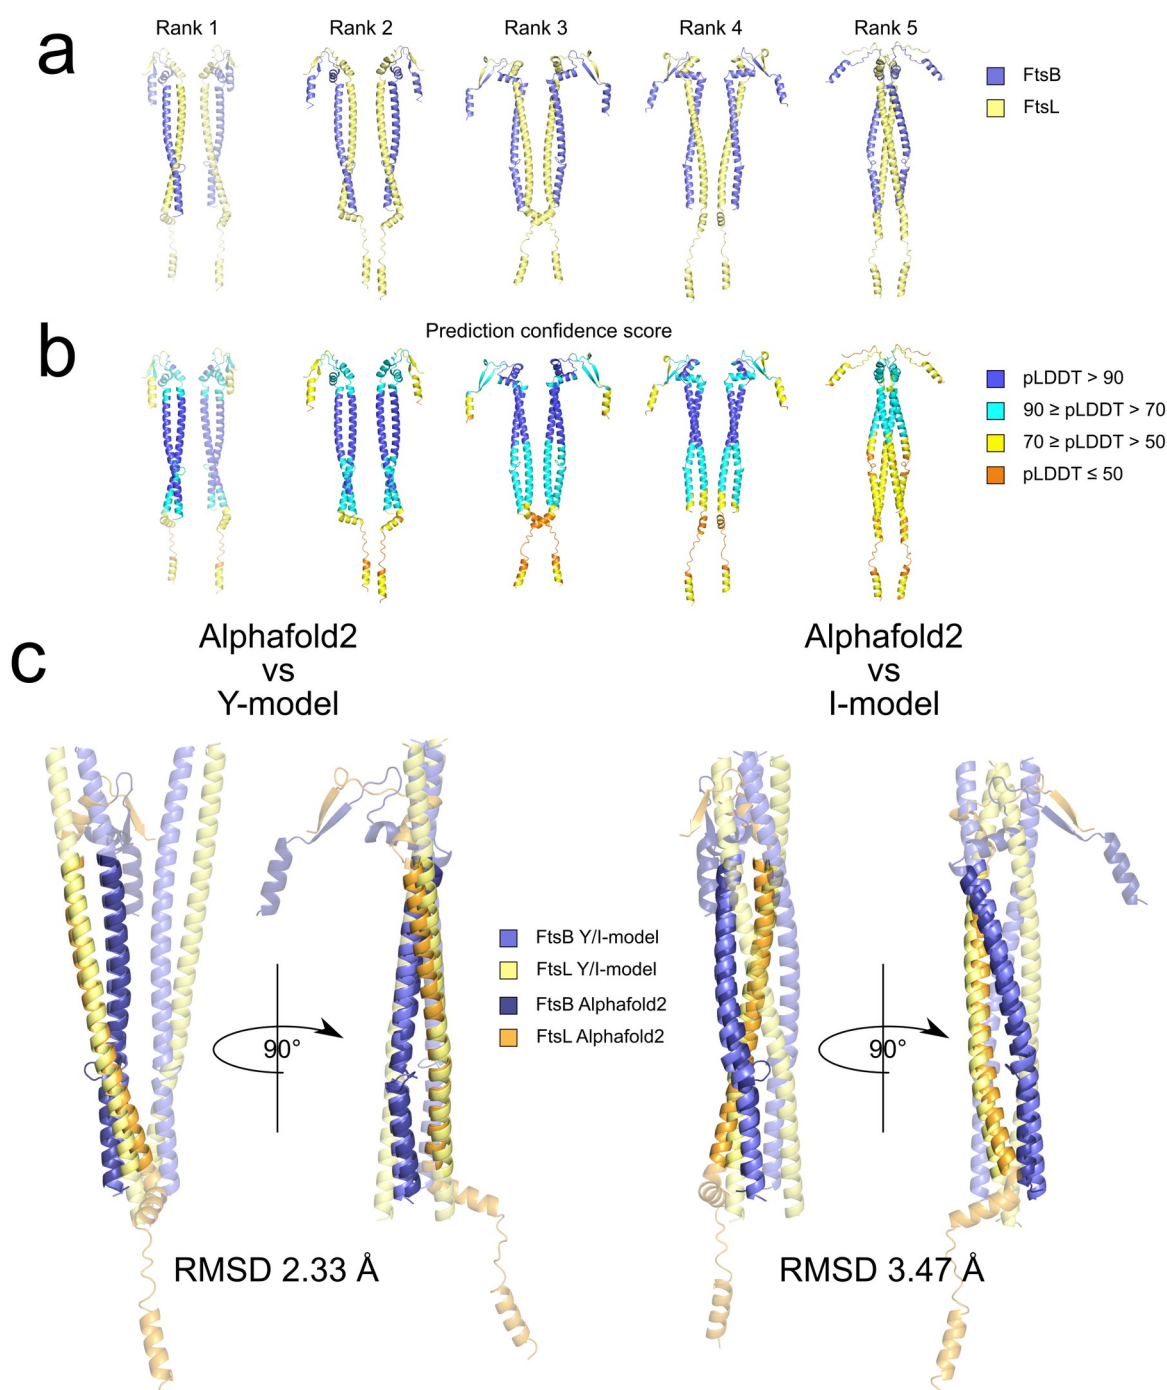 a
Rank 1
Rank 2
Rank 3
Rank 4
Rank 5
FtsB
FtsL
b
Prediction confidence score
pLDDT > 90
90 ≥ pLDDT > 70
70 ≥ pLDDT > 50
pLDDT ≤ 50
c
Alphafold2
vs
Y-model
Alphafold2
vs
I-model
FtsB Y/I-model
FtsL Y/I-model
FtsB Alphafold2
FtsL Alphafold2
90°
90°
RMSD 2.33 Å
RMSD 3.47 Å